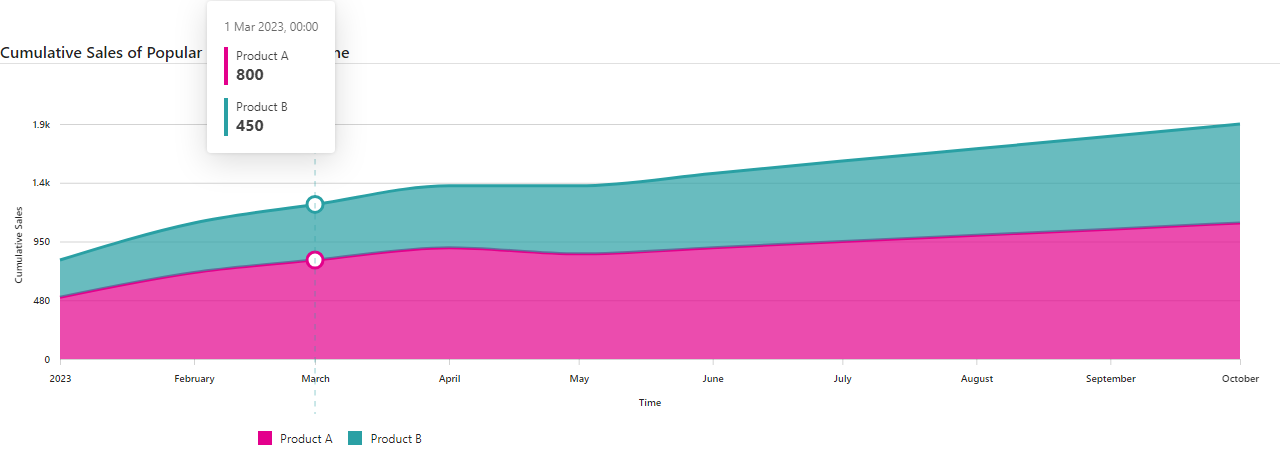 1 Mar 2023, 00:00
Product A
800
Product B
450
Cumulative Sales of Popular
1.9k
1.4k
950
480
0
Cumulative Sales
2023 February March April May June July August September October
Time
Product A Product B